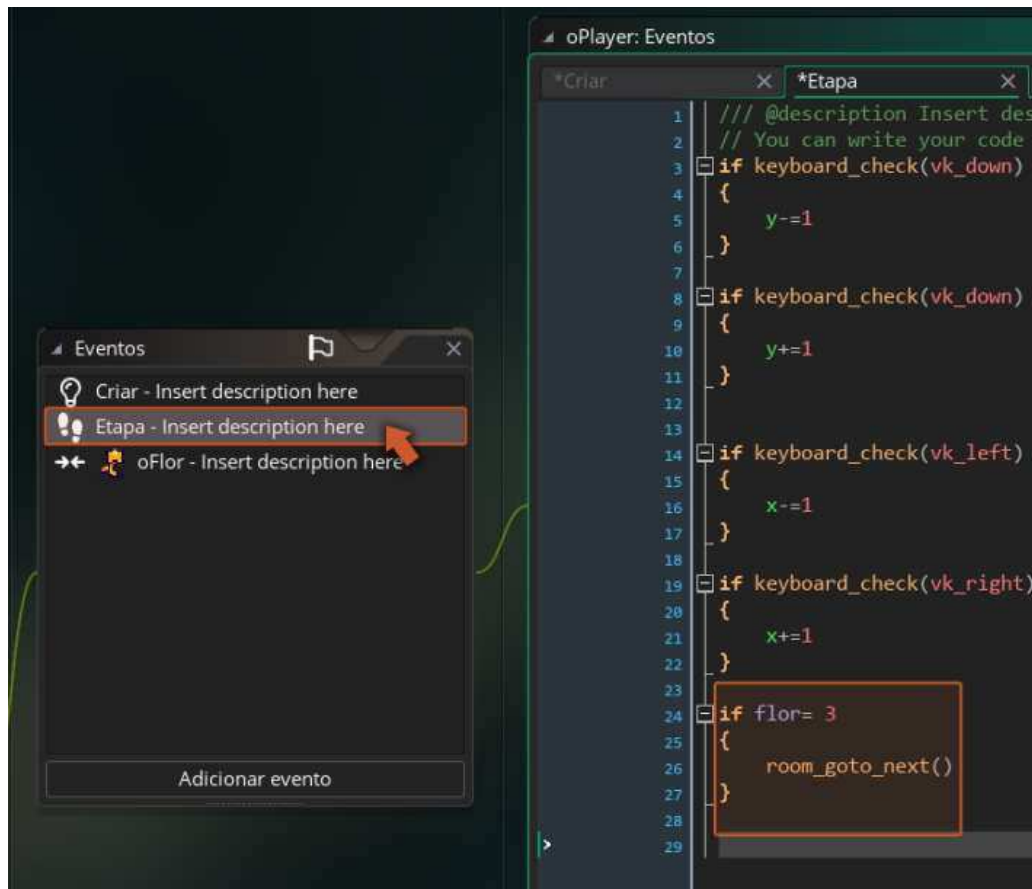 Eventos
Criar - Insert description here
Etapa - Insert description here
oFlor - Insert description here
Adicionar evento
oPlayer: Eventos
*Criar
*Etapa
1 /// @description Insert des
2 // You can write your code
3 if keyboard_check(vk_down)
4 {
5 y-=1
6 }
7
8 if keyboard_check(vk_down)
9 {
10 y+=1
11 }
12
13
14 if keyboard_check(vk_left)
15 {
16 x-=1
17 }
18
19 if keyboard_check(vk_right)
20 {
21 x+=1
22 }
23
24 if flor= 3
25 {
26 room_goto_next()
27 }
28
29